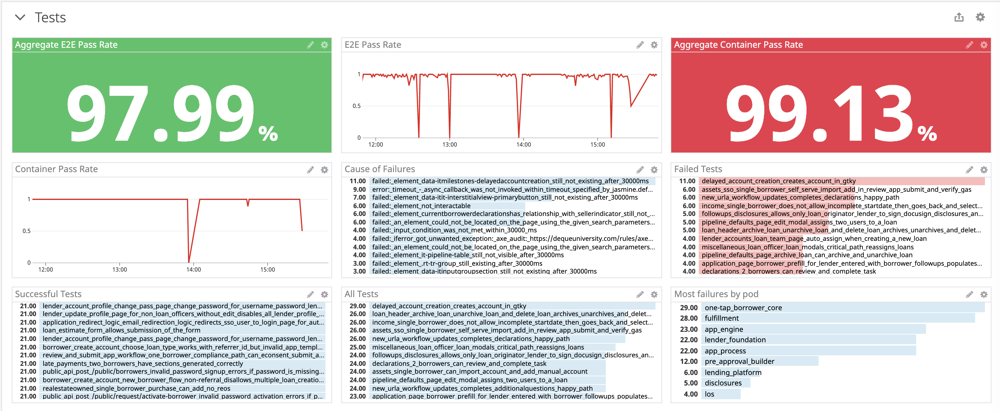 Tests
Aggregate E2E Pass Rate
97.99%
E2E Pass Rate
1
0.5
0
12:00 13:00 14:00 15:00
Aggregate Container Pass Rate
99.13%
Container Pass Rate
1
0.5
0
12:00 13:00 14:00 15:00
Cause of Failures
11.00 failed:_element_data-itmilestones-delayedaccountcreation_still_not_existing_after_30000ms
9.00 error:_timeout_-_async_callback_was_not_invoked_within_timeout_specified_by_jasmine.def...
7.00 failed:_element_data-itit-interstitialview-primarybutton_still_not_existing_after_30000ms
6.00 failed:_element_not_interactable
6.00 failed:_element_currentborrowerdeclarationshas_relationship_with_sellerindicator_still_not_...
6.00 failed:_an_element_could_not_be_located_on_the_page_using_the_given_search_parameters...
4.00 failed:_input_condition_was_not_met_within_30000_ms
4.00 failed:_iferror_got_unwanted_exception:_axe_audit:_https://dequeuniversity.com/rules/axe...
4.00 failed:_an_element_could_not_be_located_on_the_page_using_the_given_search_parameters...
4.00 failed:_element_it-pipeline-table_still_not_visible_after_30000ms
3.00 failed:_element_.rt-tr-group_still_existing_after_30000ms
3.00 failed:_element_data-itinputgroupsection_still_not_existing_after_30000ms
Failed Tests
11.00 delayed_account_creation_creates_account_in_gtky
6.00 assets_sso_single_borrower_self_serve_import_add_in_review_app_submit_and_verify_gas
6.00 new_urla_workflow_updates_completes_declarations_happy_path
6.00 income_single_borrower_does_not_allow_incomplete_startdate_then_goes_back_and_select...
5.00 followups_disclosures_allows_only_loan_originator_lender_to_sign_docusign_disclosures_an...
5.00 pipeline_defaults_page_edit_modal_assigns_two_users_to_a_loan
5.00 loan_header_archive_loan_unarchive_loan_and_delete_loan_archives_unarchives_and_delet...
4.00 lender_accounts_loan_team_page_auto_assign_when_creating_a_new_loan
4.00 miscellaneous_loan_officer_loan_modals_critical_path_reassigns_loans
4.00 pipeline_defaults_page_archive_loan_can_archive_and_unarchive_loan
4.00 application_page_borrower_prefill_for_lender_entered_with_borrower_followups_populates...
4.00 declarations_2_borrowers_can_review_and_complete_task
Successful Tests
21.00 lender_account_profile_change_pass_page_change_password_for_username_password_len...
21.00 lender_update_profile_page_for_non_loan_officers_without_edit_disables_all_lender_profile_...
21.00 application_redirect_logic_email_redirection_logic_redirects_sso_user_to_login_page_for_aut...
21.00 loan_estimate_form_allows_submission_of_the_form
21.00 lender_account_profile_change_pass_page_change_password_for_username_password_len...
21.00 borrower_create_account_choose_loan_type_works_with_referrer_id_but_invalid_app_templ...
21.00 review_and_submit_app_workflow_one_borrower_compliance_path_can_econsent_submit_a...
21.00 late_payments_two_borrowers_have_sections_generated_correctly
21.00 public_api_post_/public/borrowers_invalid_password_signup_errors_if_password_is_missing...
21.00 borrower_create_account_new_borrower_flow_non-referral_disallows_multiple_loan_creatio...
21.00 realestateowned_single_borrower_purchase_can_add_no_reos
21.00 public_api_post_/public/request/activate-borrower_invalid_password_activation_errors_if_p...
All Tests
29.00 delayed_account_creation_creates_account_in_gtky
26.00 loan_header_archive_loan_unarchive_loan_and_delete_loan_archives_unarchives_and_delet...
26.00 income_single_borrower_does_not_allow_incomplete_startdate_then_goes_back_and_select...
26.00 assets_sso_single_borrower_self_serve_import_add_in_review_app_submit_and_verify_gas
26.00 new_urla_workflow_updates_completes_declarations_happy_path
25.00 miscellaneous_loan_officer_loan_modals_critical_path_reassigns_loans
24.00 followups_disclosures_allows_only_loan_originator_lender_to_sign_docusign_disclosures_an...
24.00 declarations_2_borrowers_can_review_and_complete_task
24.00 assets_single_borrower_can_import_account_and_add_manual_account
24.00 pipeline_defaults_page_edit_modal_assigns_two_users_to_a_loan
24.00 new_urla_workflow_updates_completes_additionalquestions_happy_path
23.00 application_page_borrower_prefill_for_lender_entered_with_borrower_followups_populates...
Most failures by pod
29.00 one-tap_borrower_core
28.00 fulfillment
23.00 app_engine
22.00 lender_foundation
22.00 app_process
12.00 pre_approval_builder
6.00 lending_platform
5.00 disclosures
4.00 los